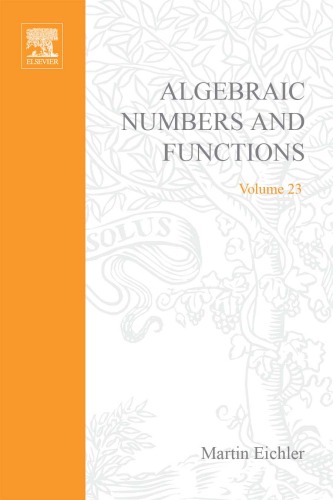 ELSEVIER
ALGEBRAIC
NUMBERS AND
FUNCTIONS
Volume 23
SOLUS
Martin Eichler